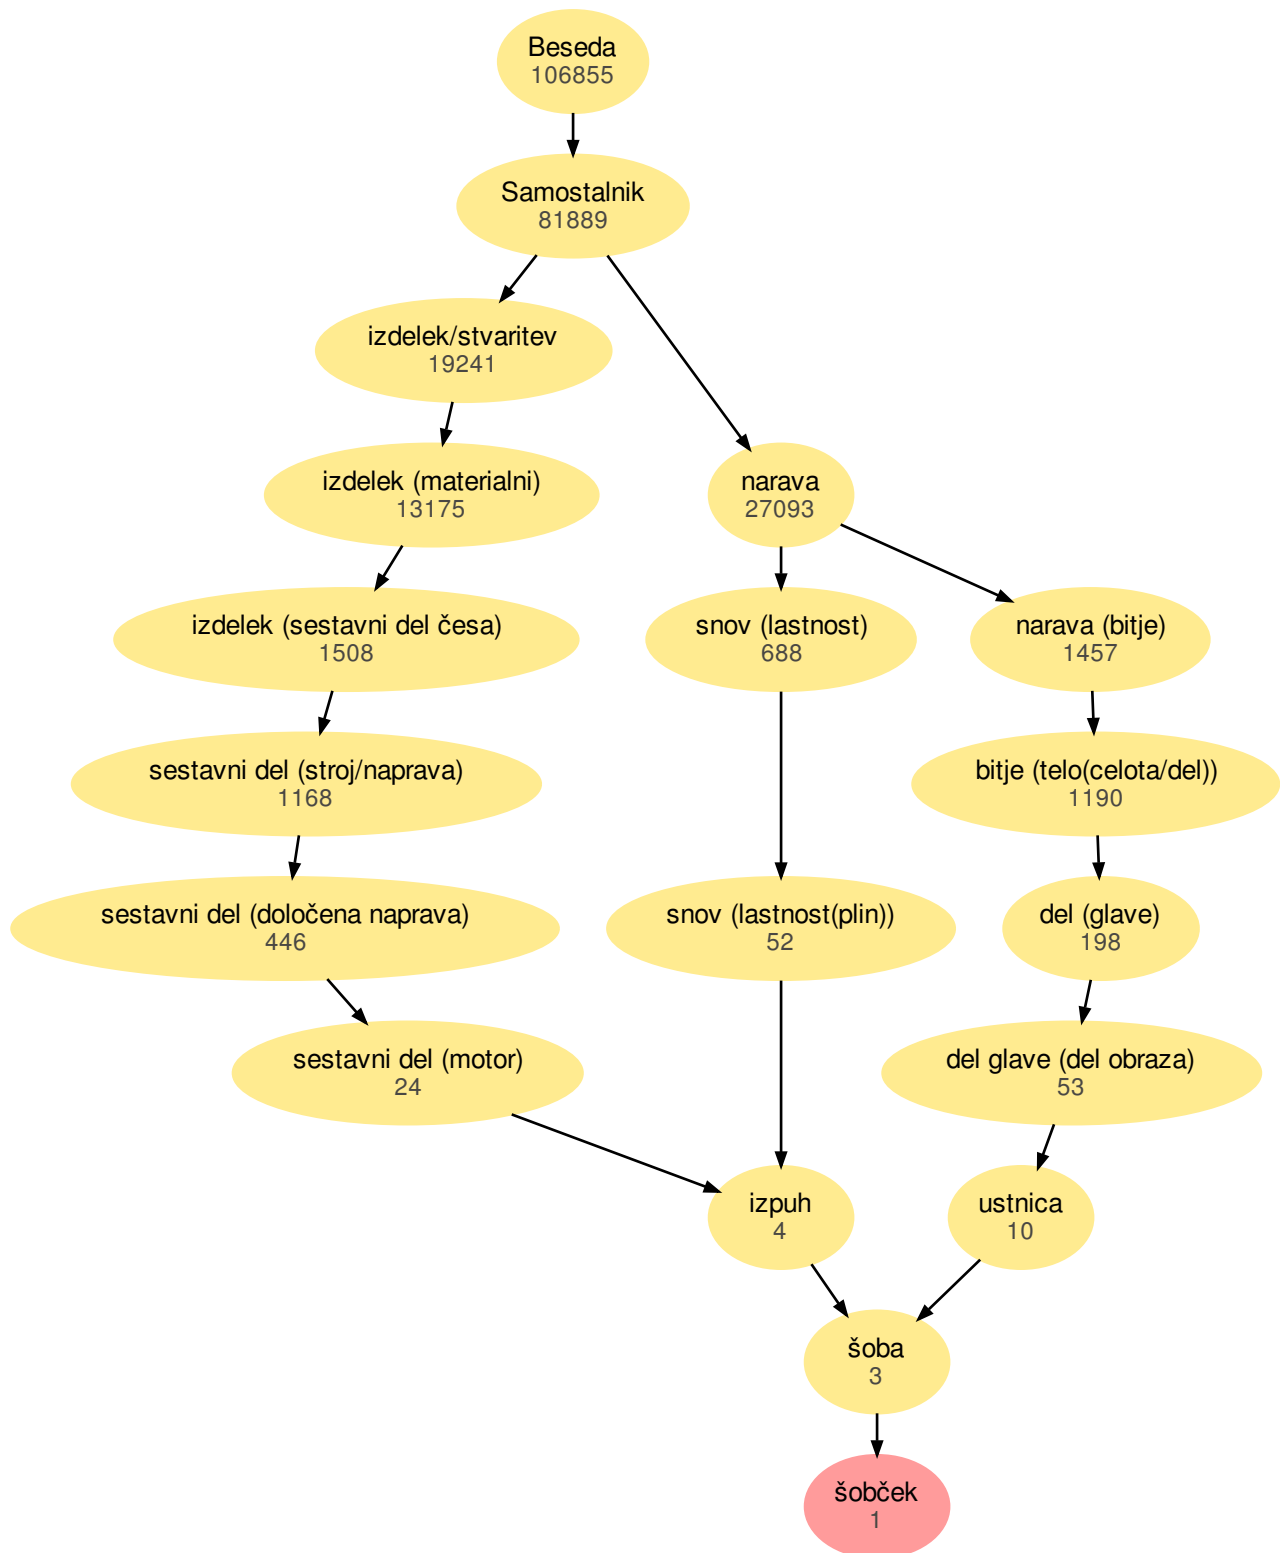 Beseda
106855
Samostalnik
81889
izdelek/stvaritev
19241
izdelek (materialni)
13175
narava
27093
izdelek (sestavni del česa)
1508
snov (lastnost)
688
narava (bitje)
1457
sestavni del (stroj/naprava)
1168
bitje (telo(celota/del))
1190
sestavni del (določena naprava)
446
snov (lastnost(plin))
52
del (glave)
198
sestavni del (motor)
24
del glave (del obraza)
53
izpuh
4
ustnica
10
šoba
3
šobček
1